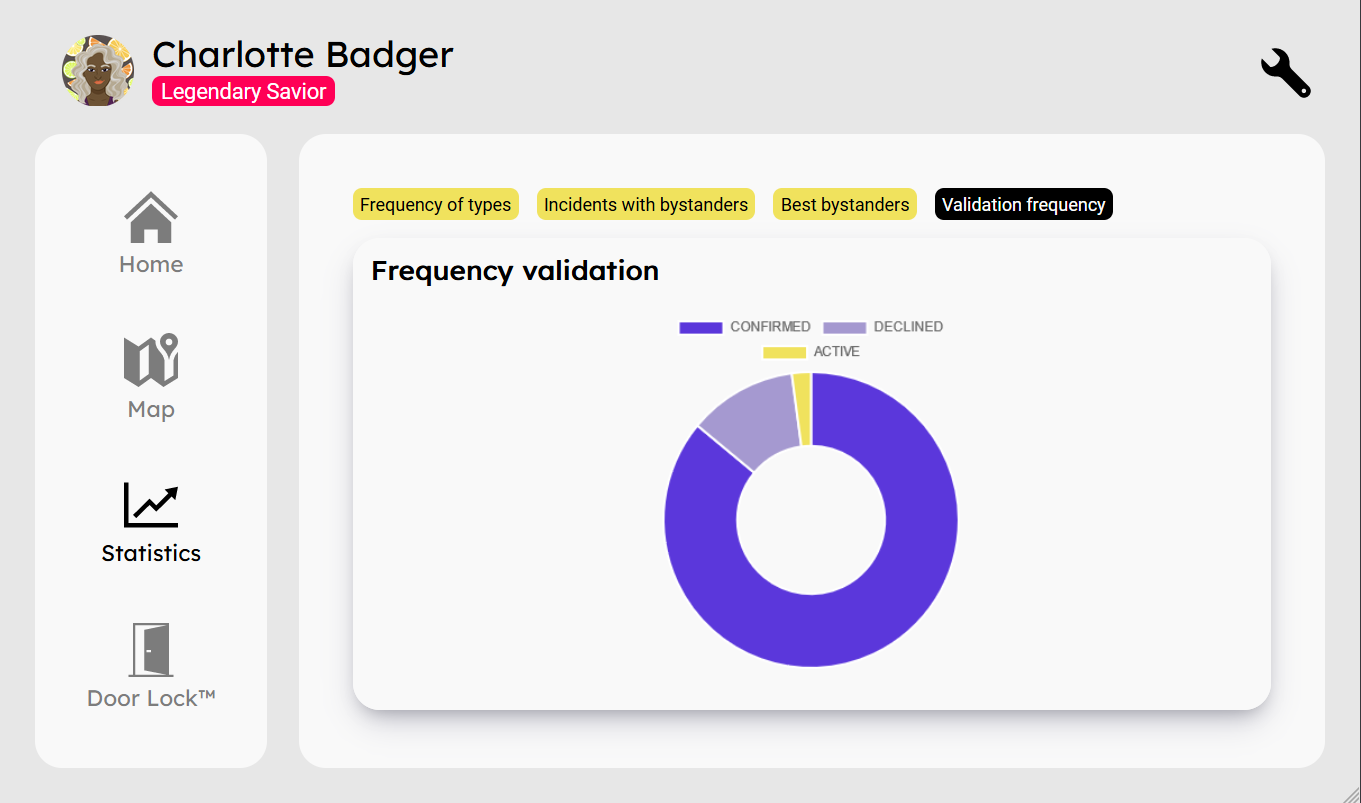 Charlotte Badger
Legendary Savior
Home
Map
Statistics
Door Lock™
Frequency of types
Incidents with bystanders
Best bystanders
Validation frequency
Frequency validation
CONFIRMED
DECLINED
ACTIVE